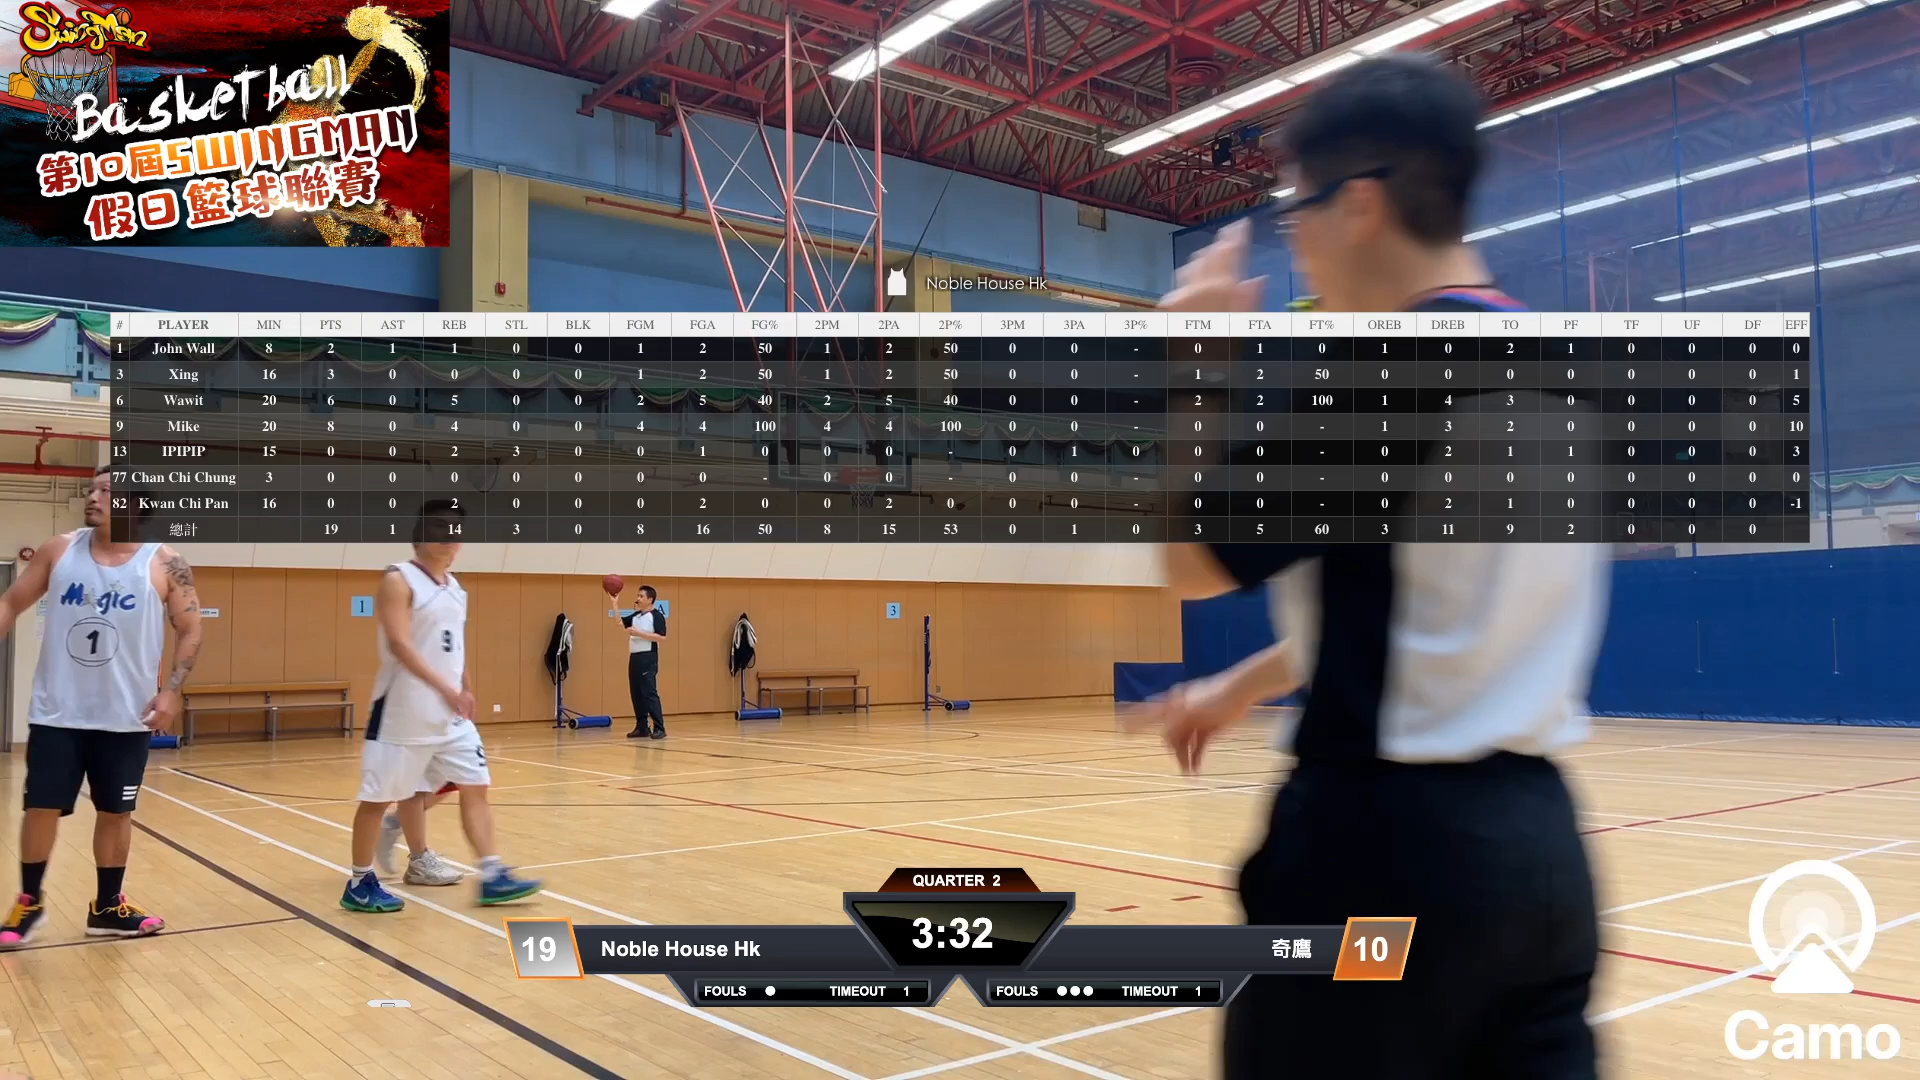 SwingMan
Basketball
第10屆SWINGMAN
假日籃球聯賽
Noble House Hk
# PLAYER MIN PTS AST REB STL BLK FGM FGA FG% 2PM 2PA 2P% 3PM 3PA 3P% FTM FTA FT% OREB DREB TO PF TF UF DF EFF
1 John Wall 8 2 1 1 0 0 1 2 50 1 2 50 0 0 - 0 1 0 1 0 2 1 0 0 0 0
3 Xing 16 3 0 0 0 0 1 2 50 1 2 50 0 0 - 1 2 50 0 0 0 0 0 0 0 1
6 Wawit 20 6 0 5 0 0 2 5 40 2 5 40 0 0 - 2 2 100 1 4 3 0 0 0 0 5
9 Mike 20 8 0 4 0 0 4 4 100 4 4 100 0 0 - 0 0 - 1 3 2 0 0 0 0 10
13 IPIPIP 15 0 0 2 3 0 0 1 0 0 0 - 0 1 0 0 0 - 0 2 1 1 0 0 0 3
77 Chan Chi Chung 3 0 0 0 0 0 0 0 - 0 0 - 0 0 - 0 0 - 0 0 0 0 0 0 0 0
82 Kwan Chi Pan 16 0 0 2 0 0 0 2 0 0 2 0 0 0 - 0 0 - 0 2 1 0 0 0 0 -1
總計 19 1 14 3 0 8 16 50 8 15 53 0 1 0 3 5 60 3 11 9 2 0 0 0
1
A
3
Magic
1
9
QUARTER 2
3:32
19 Noble House Hk
奇鷹 10
FOULS TIMEOUT 1
FOULS TIMEOUT 1
Camo